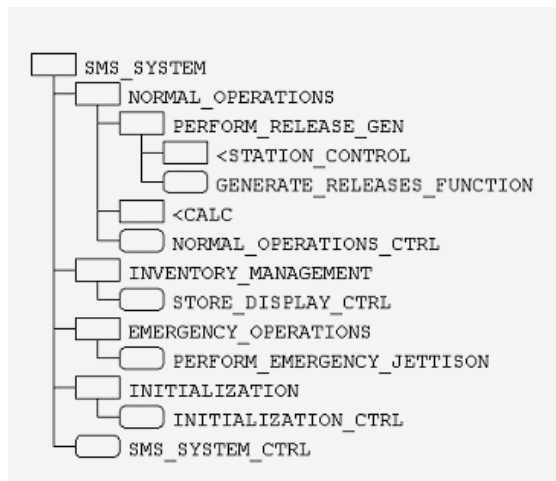 SMS_SYSTEM
NORMAL_OPERATIONS
PERFORM_RELEASE_GEN
<STATION_CONTROL
GENERATE_RELEASES_FUNCTION
<CALC
NORMAL_OPERATIONS_CTRL
INVENTORY_MANAGEMENT
STORE_DISPLAY_CTRL
EMERGENCY_OPERATIONS
PERFORM_EMERGENCY_JETTISON
INITIALIZATION
INITIALIZATION_CTRL
SMS_SYSTEM_CTRL